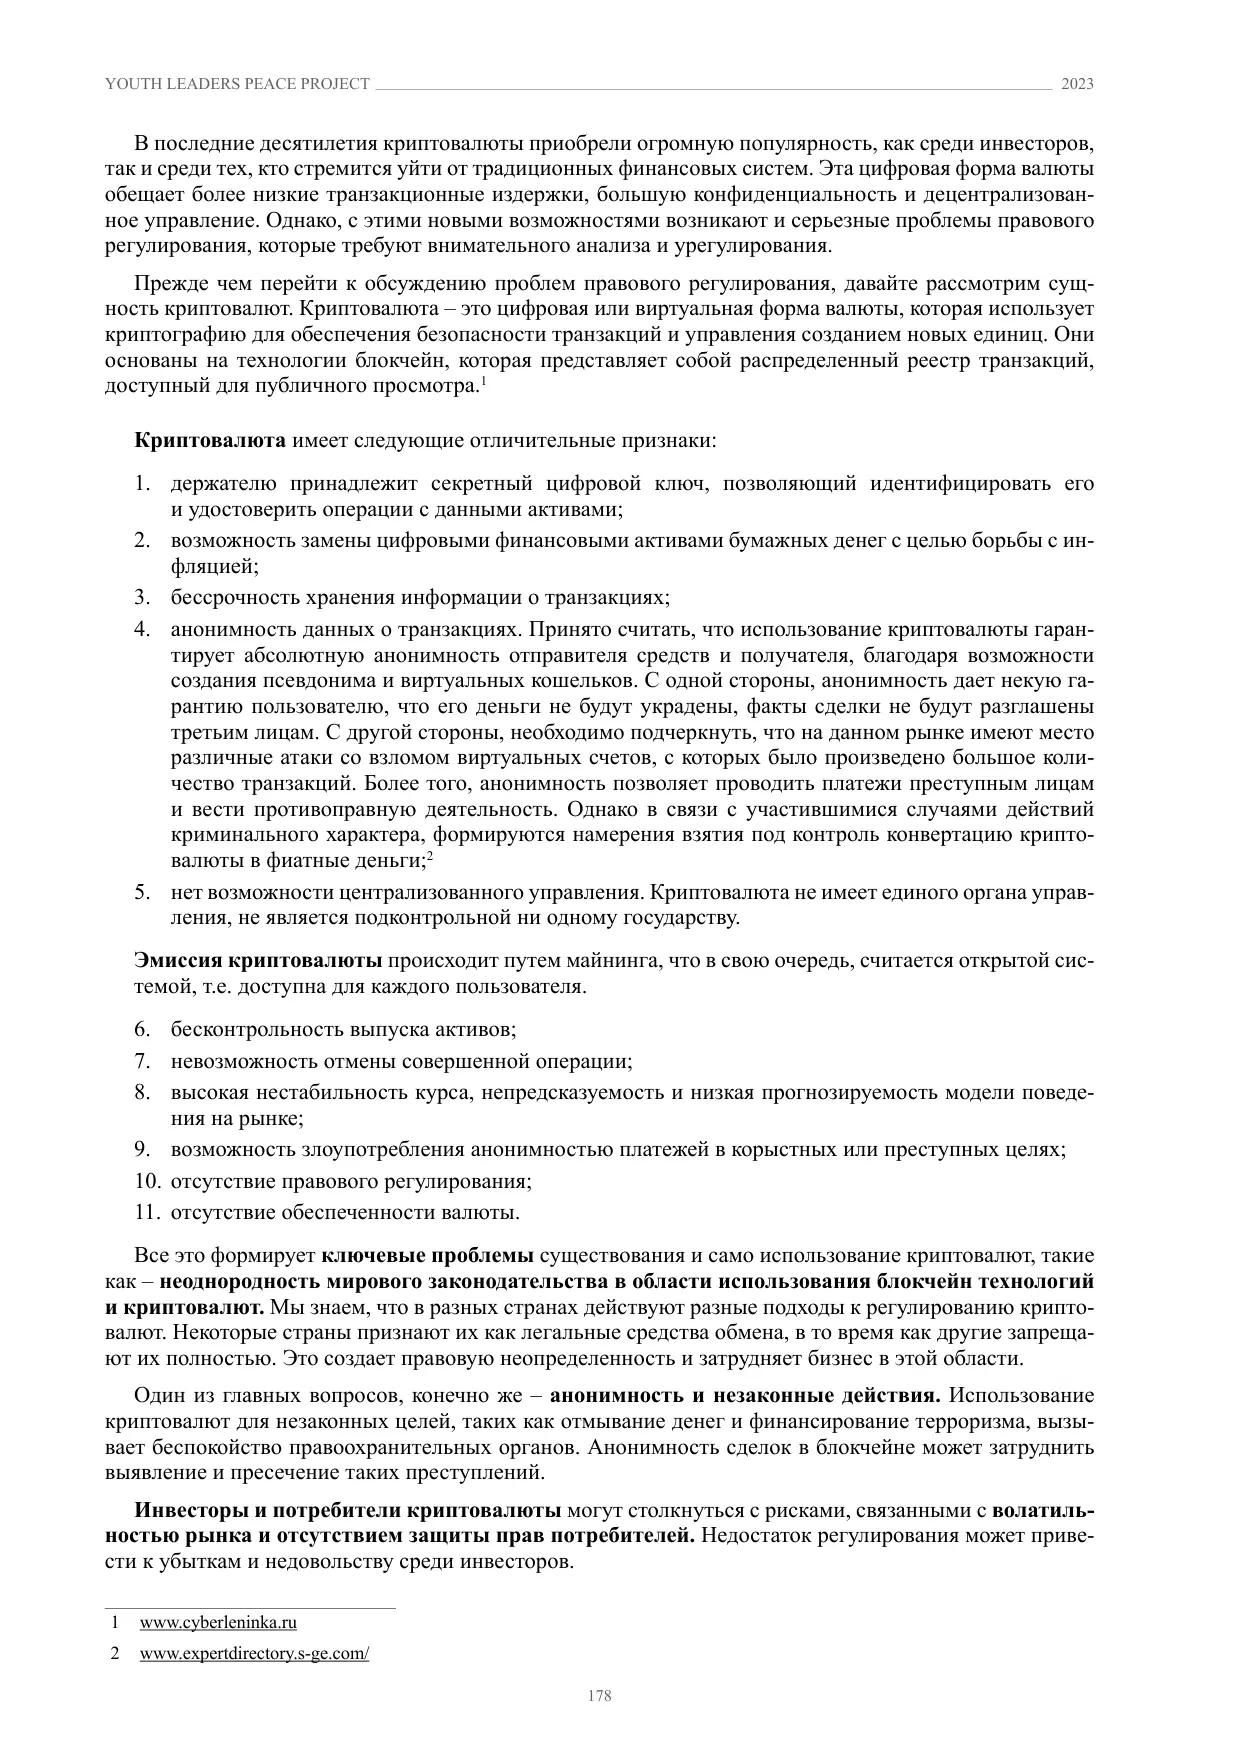 YOUTH LEADERS PEACE PROJECT 2023
В последние десятилетия криптовалюты приобрели огромную популярность, как среди инвесторов,
так и среди тех, кто стремится уйти от традиционных финансовых систем. Эта цифровая форма валюты
обещает более низкие транзакционные издержки, большую конфиденциальность и децентрализован-
ное управление. Однако, с этими новыми возможностями возникают и серьезные проблемы правового
регулирования, которые требуют внимательного анализа и урегулирования.
Прежде чем перейти к обсуждению проблем правового регулирования, давайте рассмотрим сущ-
ность криптовалют. Криптовалюта – это цифровая или виртуальная форма валюты, которая использует
криптографию для обеспечения безопасности транзакций и управления созданием новых единиц. Они
основаны на технологии блокчейн, которая представляет собой распределенный реестр транзакций,
доступный для публичного просмотра.1
Криптовалюта имеет следующие отличительные признаки:
1. держателю принадлежит секретный цифровой ключ, позволяющий идентифицировать его
и удостоверить операции с данными активами;
2. возможность замены цифровыми финансовыми активами бумажных денег с целью борьбы с ин-
фляцией;
3. бессрочность хранения информации о транзакциях;
4. анонимность данных о транзакциях. Принято считать, что использование криптовалюты гаран-
тирует абсолютную анонимность отправителя средств и получателя, благодаря возможности
создания псевдонима и виртуальных кошельков. С одной стороны, анонимность дает некую га-
рантию пользователю, что его деньги не будут украдены, факты сделки не будут разглашены
третьим лицам. С другой стороны, необходимо подчеркнуть, что на данном рынке имеют место
различные атаки со взломом виртуальных счетов, с которых было произведено большое коли-
чество транзакций. Более того, анонимность позволяет проводить платежи преступным лицам
и вести противоправную деятельность. Однако в связи с участившимися случаями действий
криминального характера, формируются намерения взятия под контроль конвертацию крипто-
валюты в фиатные деньги;2
5. нет возможности централизованного управления. Криптовалюта не имеет единого органа управ-
ления, не является подконтрольной ни одному государству.
Эмиссия криптовалюты происходит путем майнинга, что в свою очередь, считается открытой сис-
темой, т.е. доступна для каждого пользователя.
6. бесконтрольность выпуска активов;
7. невозможность отмены совершенной операции;
8. высокая нестабильность курса, непредсказуемость и низкая прогнозируемость модели поведе-
ния на рынке;
9. возможность злоупотребления анонимностью платежей в корыстных или преступных целях;
10. отсутствие правового регулирования;
11. отсутствие обеспеченности валюты.
Все это формирует ключевые проблемы существования и само использование криптовалют, такие
как – неоднородность мирового законодательства в области использования блокчейн технологий
и криптовалют. Мы знаем, что в разных странах действуют разные подходы к регулированию крипто-
валют. Некоторые страны признают их как легальные средства обмена, в то время как другие запреща-
ют их полностью. Это создает правовую неопределенность и затрудняет бизнес в этой области.
Один из главных вопросов, конечно же – анонимность и незаконные действия. Использование
криптовалют для незаконных целей, таких как отмывание денег и финансирование терроризма, вызы-
вает беспокойство правоохранительных органов. Анонимность сделок в блокчейне может затруднить
выявление и пресечение таких преступлений.
Инвесторы и потребители криптовалюты могут столкнуться с рисками, связанными с волатиль-
ностью рынка и отсутствием защиты прав потребителей. Недостаток регулирования может приве-
сти к убыткам и недовольству среди инвесторов.
1 www.cyberleninka.ru
2 www.expertdirectory.s-ge.com/
178